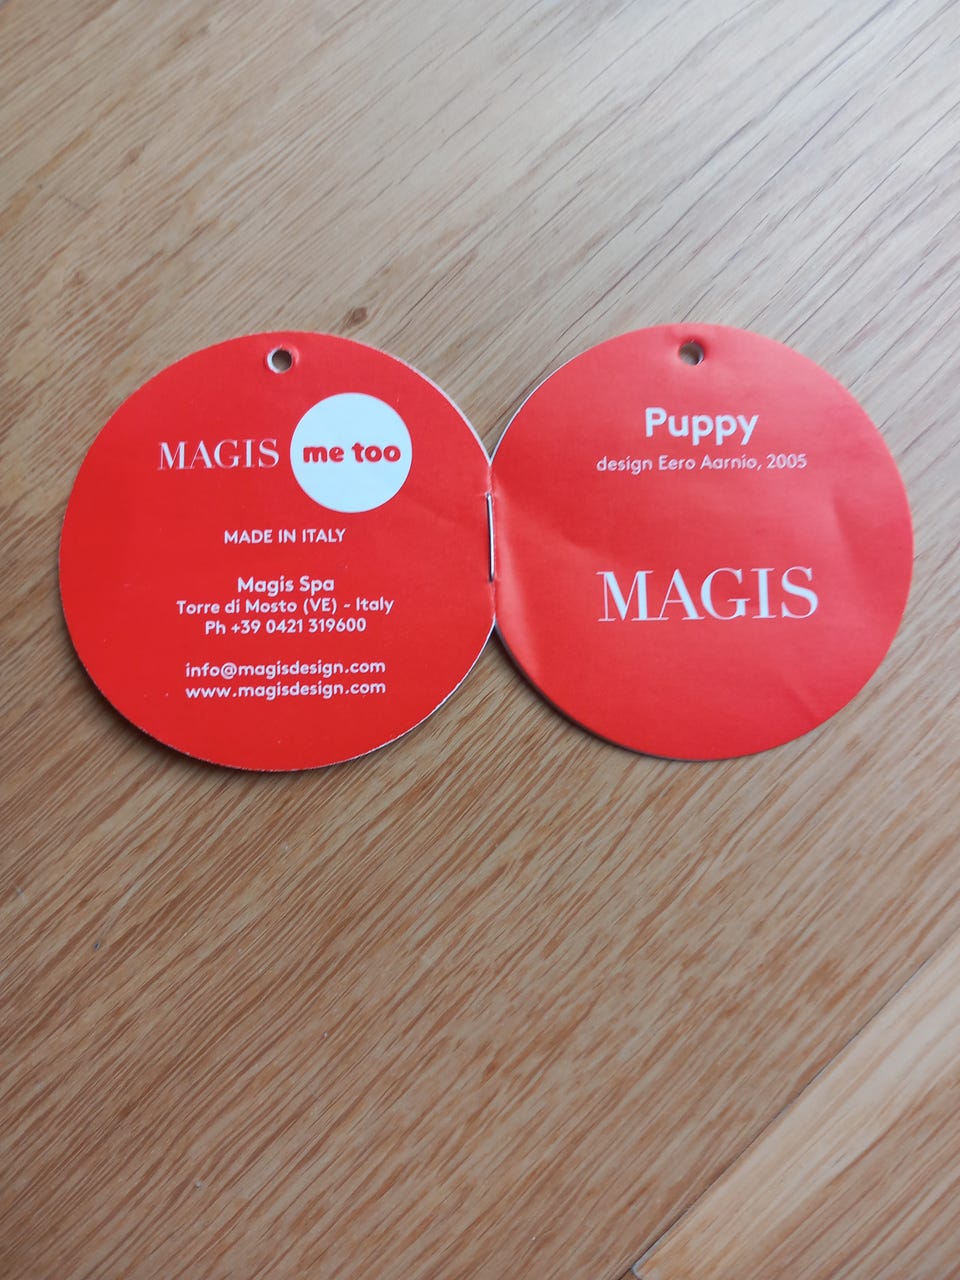 MAGIS me too
MADE IN ITALY
Magis Spa
Torre di Mosto (VE) - Italy
Ph +39 0421 319600
info@magisdesign.com
www.magisdesign.com
Puppy
design Eero Aarnio, 2005
MAGIS